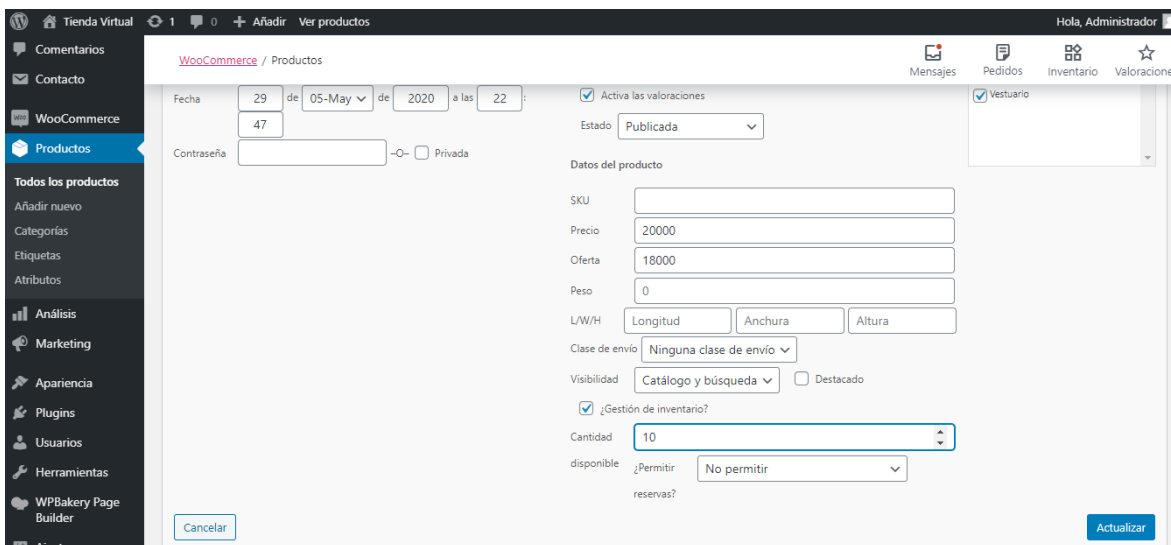 Tienda Virtual 1 0 + Añadir Ver productos Hola, Administrador
Comentarios
Contacto
WooCommerce
Productos
Todos los productos
Añadir nuevo
Categorías
Etiquetas
Atributos
Análisis
Marketing
Apariencia
Plugins
Usuarios
Herramientas
WPBakery Page
Builder
WooCommerce / Productos
Mensajes Pedidos Inventario Valoracione
Fecha 29 de 05-May de 2020 a las 22 :
47
Contraseña –O– Privada
Activa las valoraciones
Estado Publicada
Datos del producto
SKU
Precio 20000
Oferta 18000
Peso 0
L/W/H Longitud Anchura Altura
Clase de envío Ninguna clase de envío
Visibilidad Catálogo y búsqueda Destacado
¿Gestión de inventario?
Cantidad 10
disponible ¿Permitir No permitir
reservas?
Vestuario
Cancelar Actualizar